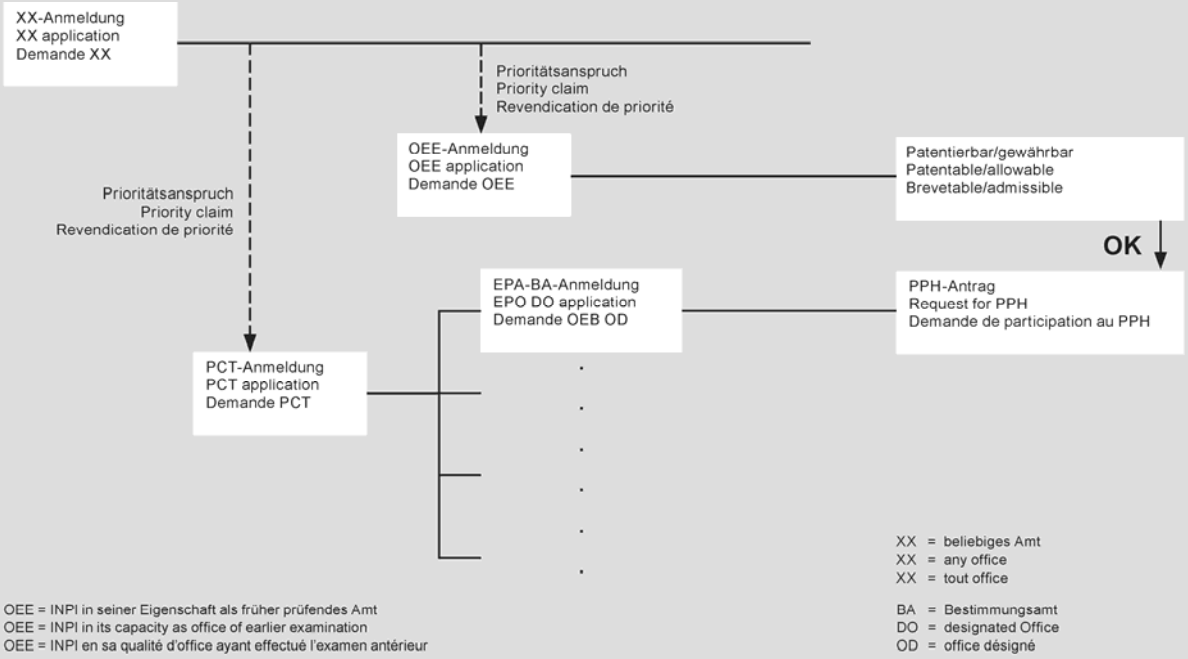 XX-Anmeldung
XX application
Demande XX
Prioritätsanspruch
Priority claim
Revendication de priorité
OEE-Anmeldung
OEE application
Demande OEE
Patentierbar/gewährbar
Patentable/allowable
Brevetable/admissible
Prioritätsanspruch
Priority claim
Revendication de priorité
OK
EPA-BA-Anmeldung
EPO DO application
Demande OEB OD
PPH-Antrag
Request for PPH
Demande de participation au PPH
PCT-Anmeldung
PCT application
Demande PCT
XX = beliebiges Amt
XX = any office
XX = tout office
OEE = INPI in seiner Eigenschaft als früher prüfendes Amt
OEE = INPI in its capacity as office of earlier examination
OEE = INPI en sa qualité d'office ayant effectué l'examen antérieur
BA = Bestimmungsamt
DO = designated Office
OD = office désigné